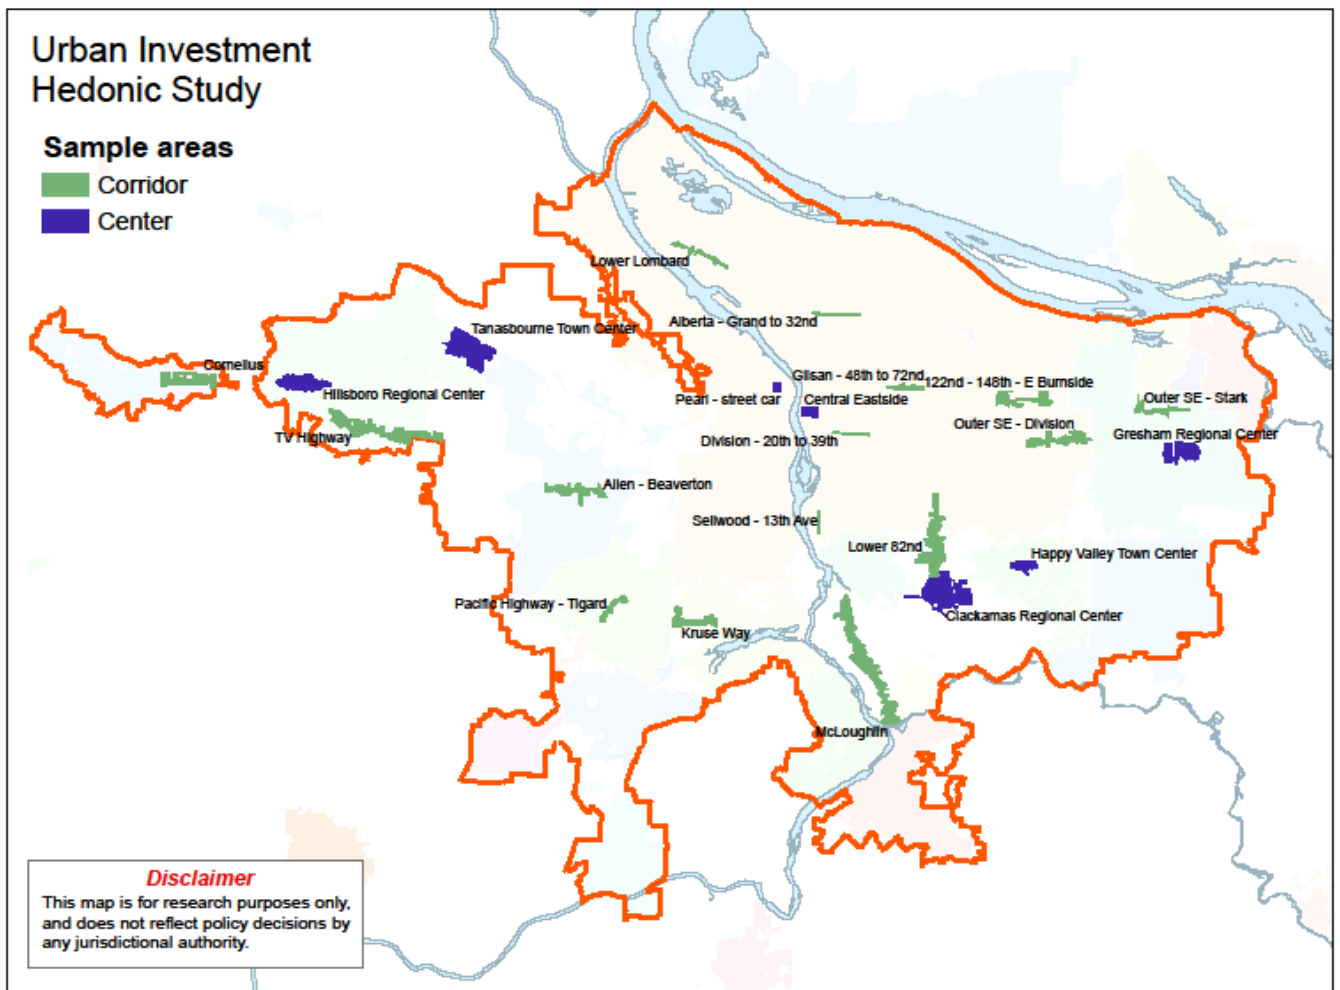 Urban Investment
Hedonic Study
Sample areas
Corridor
Center
Lower Lombard
Alberta - Grand to 32nd
Tanasbourne Town Center
Cornelius
Hillsboro Regional Center
TV Highway
Glisan - 48th to 72nd
122nd - 148th - E Burnside
Pearl - street car
Central Eastside
Outer SE - Stark
Outer SE - Division
Division - 20th to 39th
Gresham Regional Center
Allen - Beaverton
Sellwood - 13th Ave
Lower 82nd
Happy Valley Town Center
Pacific Highway - Tigard
Clackamas Regional Center
Kruse Way
McLoughlin
Disclaimer
This map is for research purposes only,
and does not reflect policy decisions by
any jurisdictional authority.